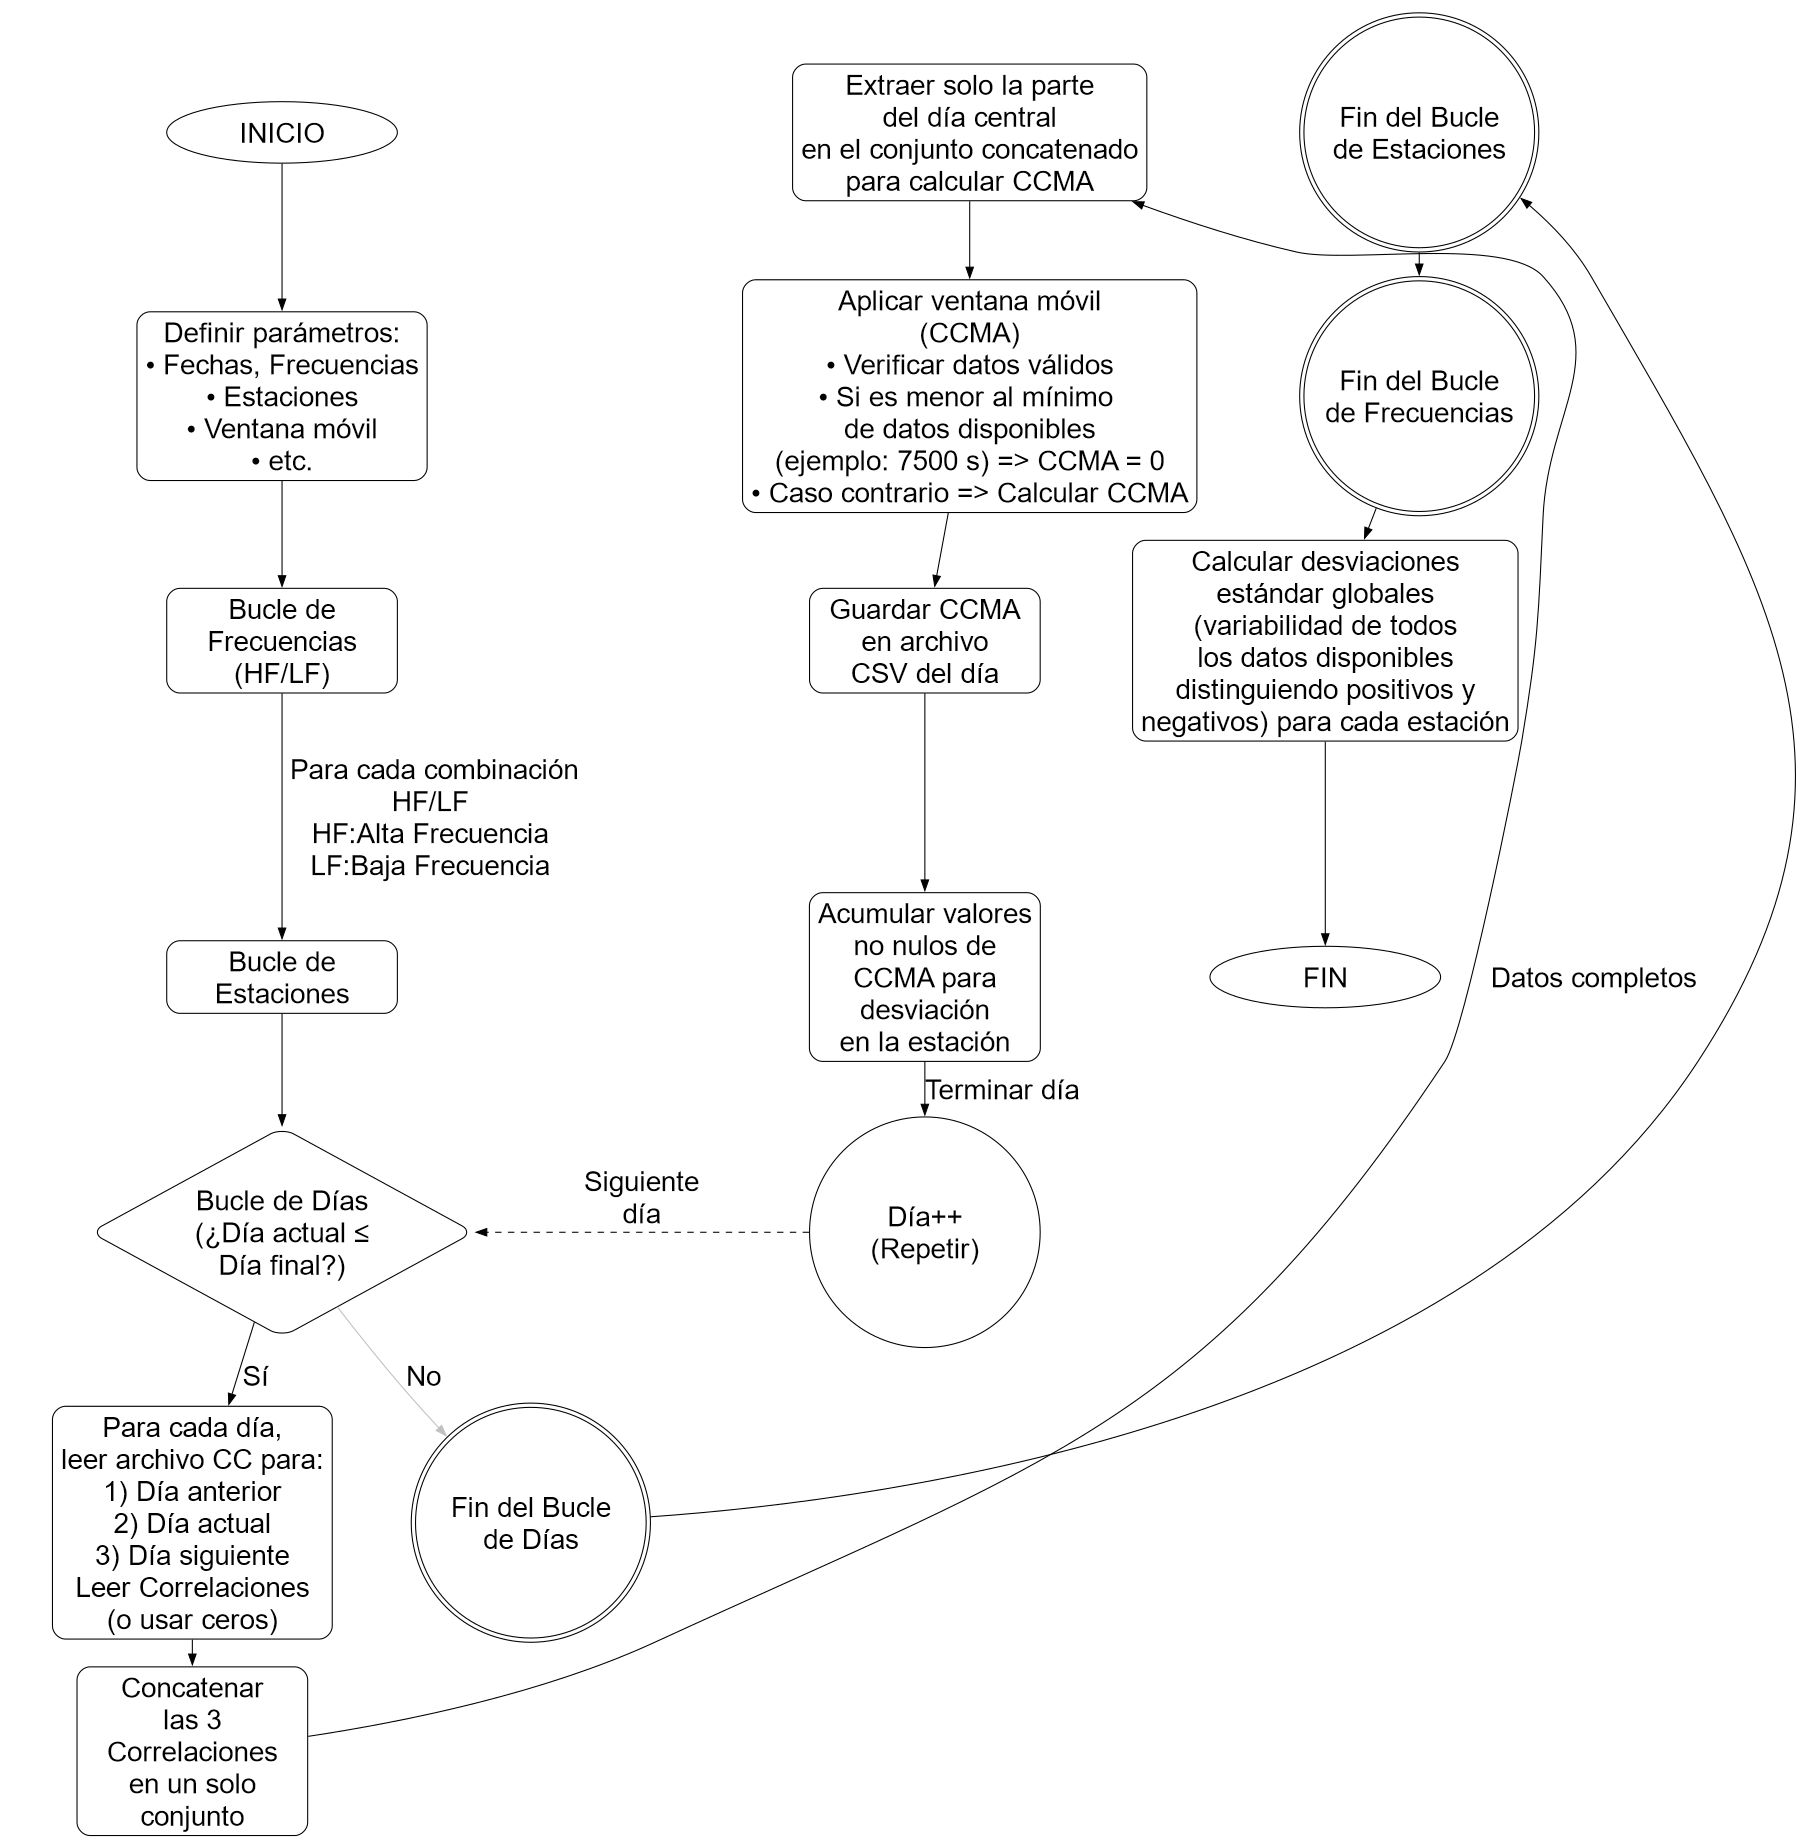 INICIO
Definir parámetros:
• Fechas, Frecuencias
• Estaciones
• Ventana móvil
• etc.
Bucle de
Frecuencias
(HF/LF)
Para cada combinación
HF/LF
HF:Alta Frecuencia
LF:Baja Frecuencia
Bucle de
Estaciones
Bucle de Días
(¿Día actual ≤
Día final?)
Sí
No
Para cada día,
leer archivo CC para:
1) Día anterior
2) Día actual
3) Día siguiente
Leer Correlaciones
(o usar ceros)
Concatenar
las 3
Correlaciones
en un solo
conjunto
Fin del Bucle
de Días
Extraer solo la parte
del día central
en el conjunto concatenado
para calcular CCMA
Aplicar ventana móvil
(CCMA)
• Verificar datos válidos
• Si es menor al mínimo
de datos disponibles
(ejemplo: 7500 s) => CCMA = 0
• Caso contrario => Calcular CCMA
Guardar CCMA
en archivo
CSV del día
Acumular valores
no nulos de
CCMA para
desviación
en la estación
Terminar día
Día++
(Repetir)
Siguiente
día
Fin del Bucle
de Estaciones
Fin del Bucle
de Frecuencias
Calcular desviaciones
estándar globales
(variabilidad de todos
los datos disponibles
distinguiendo positivos y
negativos) para cada estación
FIN
Datos completos